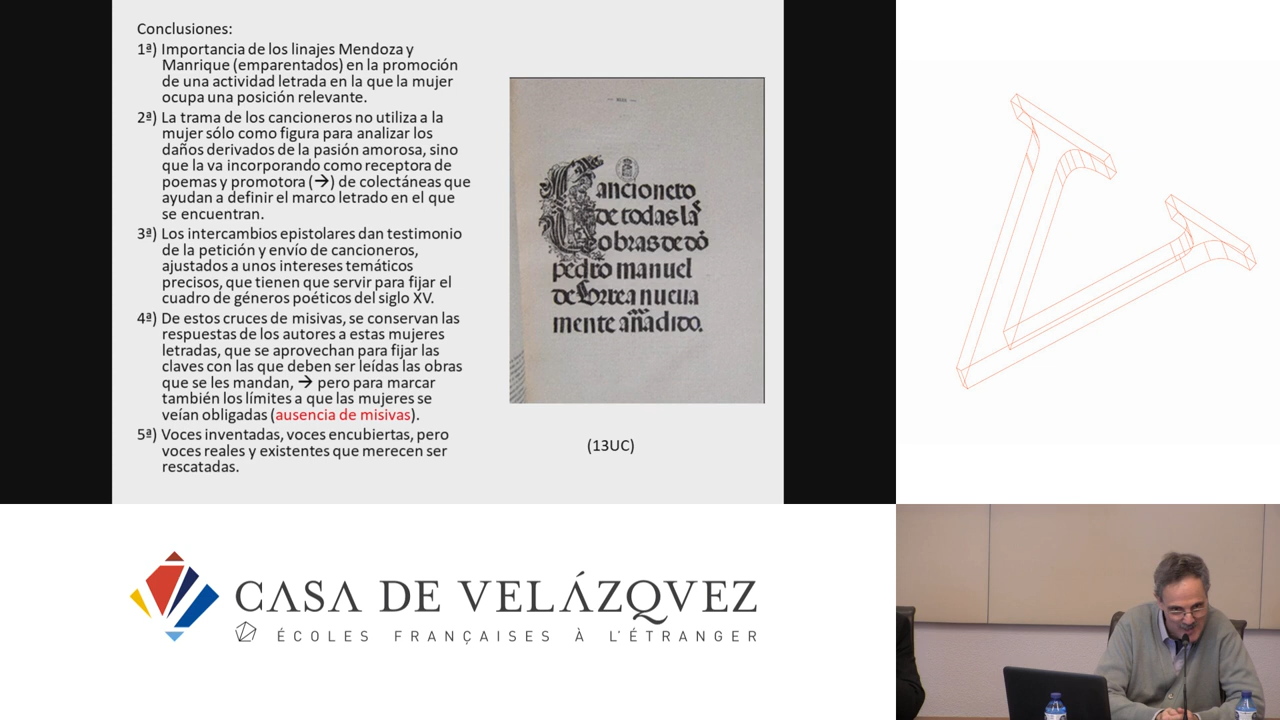 Conclusiones:
1ª) Importancia de los linajes Mendoza y
Manrique (emparentados) en la promoción
de una actividad letrada en la que la mujer
ocupa una posición relevante.
2ª) La trama de los cancioneros no utiliza a la
mujer sólo como figura para analizar los
daños derivados de la pasión amorosa, sino
que la va incorporando como receptora de
poemas y promotora (→) de colectáneas que
ayudan a definir el marco letrado en el que
se encuentran.
3ª) Los intercambios epistolares dan testimonio
de la petición y envío de cancioneros,
ajustados a unos intereses temáticos
precisos, que tienen que servir para fijar el
cuadro de géneros poéticos del siglo XV.
4ª) De estos cruces de misivas, se conservan las
respuestas de los autores a estas mujeres
letradas, que se aprovechan para fijar las
claves con las que deben ser leídas las obras
que se les mandan, → pero para marcar
también los límites a que las mujeres se
veían obligadas (ausencia de misivas).
5ª) Voces inventadas, voces encubiertas, pero
voces reales y existentes que merecen ser
rescatadas.
Cancionero
de todas las
obras de dõ
pedro manuel
de Urrea nueua
mente añadido.
(13UC)
V
CASA DE VELÁZQVEZ
ÉCOLES FRANÇAISES À L'ÉTRANGER